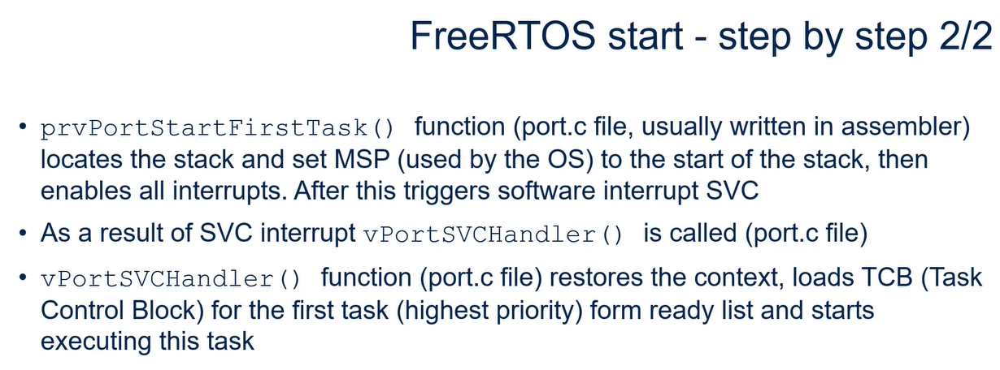 FreeRTOS start - step by step 2/2
• prvPortStartFirstTask() function (port.c file, usually written in assembler)
locates the stack and set MSP (used by the OS) to the start of the stack, then
enables all interrupts. After this triggers software interrupt SVC
• As a result of SVC interrupt vPortSVCHandler() is called (port.c file)
• vPortSVCHandler() function (port.c file) restores the context, loads TCB (Task
Control Block) for the first task (highest priority) form ready list and starts
executing this task